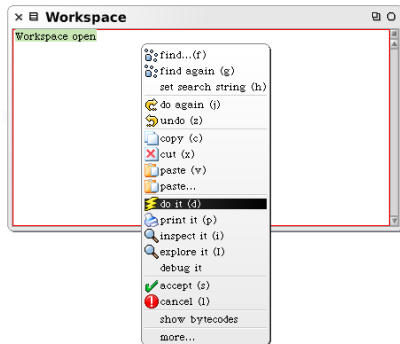 Workspace
Workspace open
find...(f)
find again (g)
set search string (h)
do again (j)
undo (z)
copy (c)
cut (x)
paste (v)
paste...
do it (d)
print it (p)
inspect it (i)
explore it (I)
debug it
accept (s)
cancel (l)
show bytecodes
more...